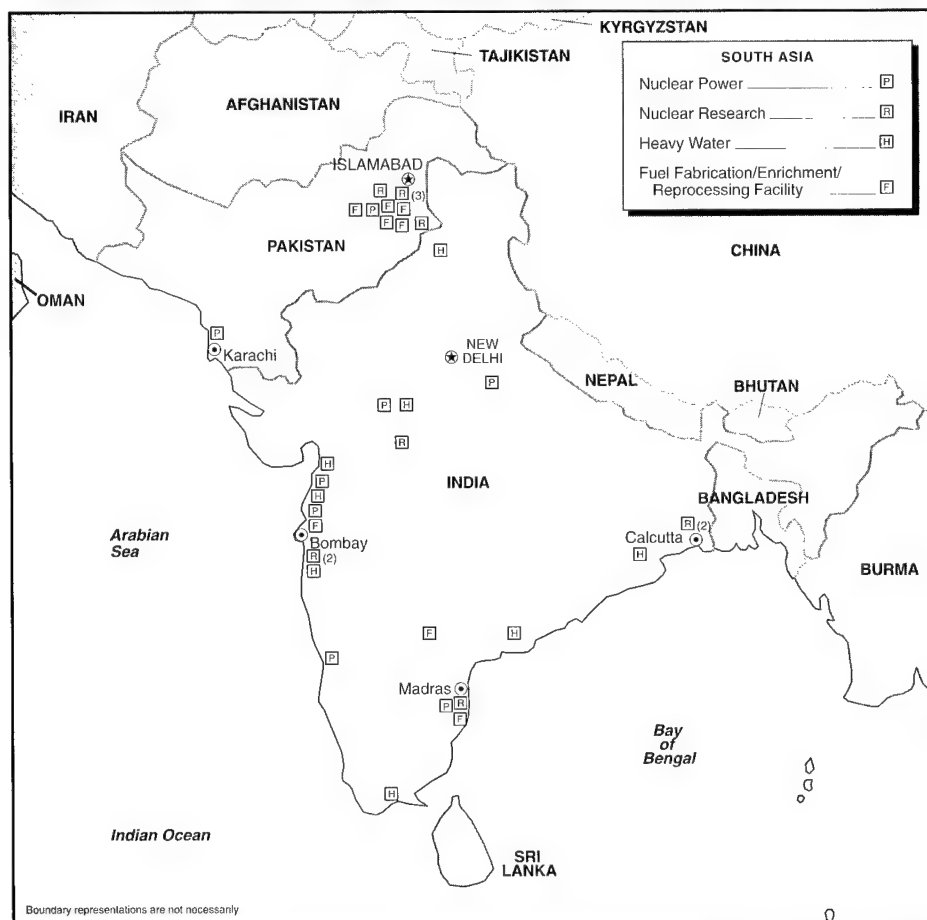 KYRGYZSTAN
TAJIKISTAN
SOUTH ASIA
Nuclear Power P
Nuclear Research R
Heavy Water H
Fuel Fabrication/Enrichment/
Reprocessing Facility F
AFGHANISTAN
IRAN
ISLAMABAD
R R (3)
F P F F
F F R
PAKISTAN
H
CHINA
OMAN
P
Karachi
NEW
DELHI
P
NEPAL
BHUTAN
P H
R
H
INDIA
P
H
BANGLADESH
P
F
R (2)
Arabian
Sea
Bombay
Calcutta
R (2)
H
H
BURMA
F
H
P
Madras
P R
F
Bay
of
Bengal
H
Indian Ocean
SRI
LANKA
Boundary representations are not necessarily